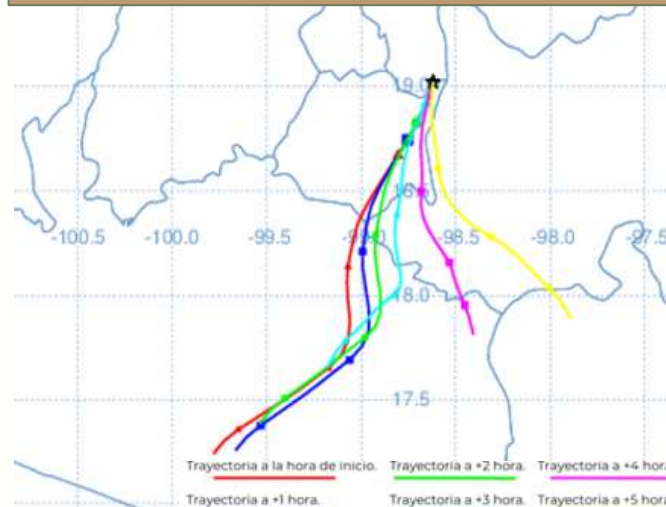 19.0
18.5
-100.5 -100.0 -99.5 -99.0 -98.5 -98.0 -97.5
18.0
17.5
Trayectoria a la hora de inicio. Trayectoria a +2 hora. Trayectoria a +4 hora
Trayectoria a +1 hora. Trayectoria a +3 hora. Trayectoria a +5 hora